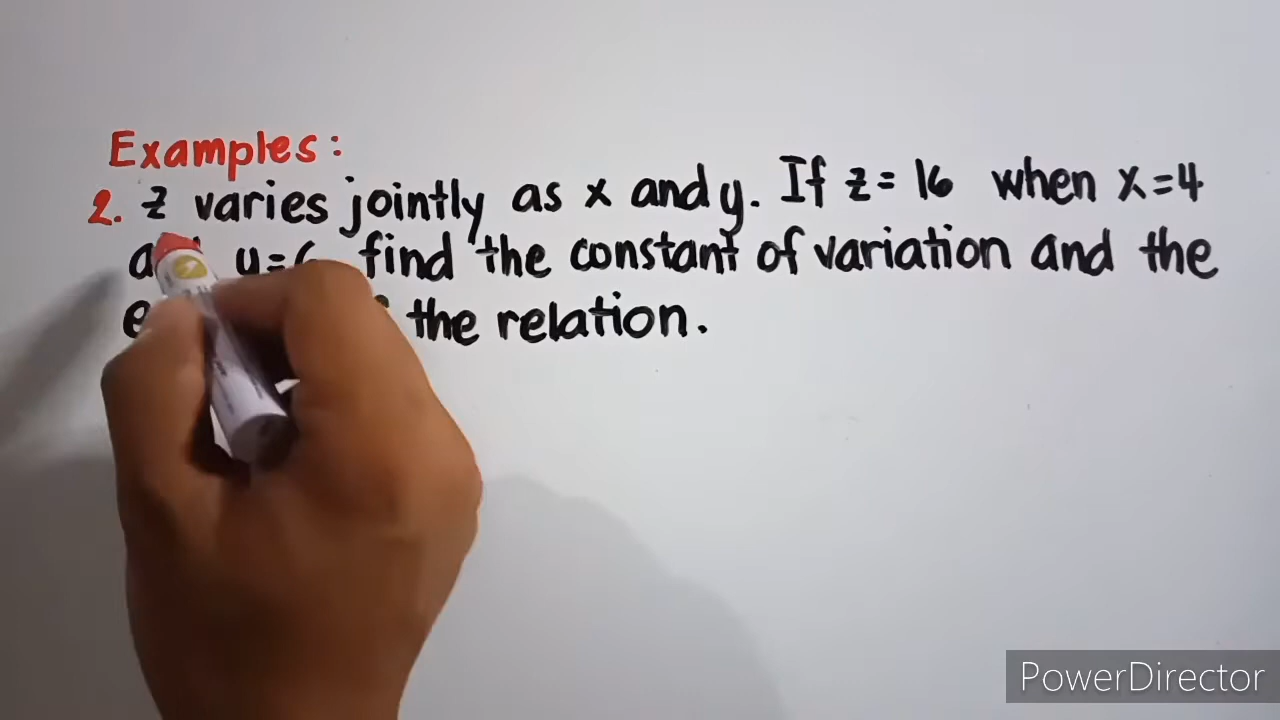 Examples:
2. z varies jointly as x and y. If z = 16 when x = 4
find the constant of variation and the
the relation.
PowerDirector